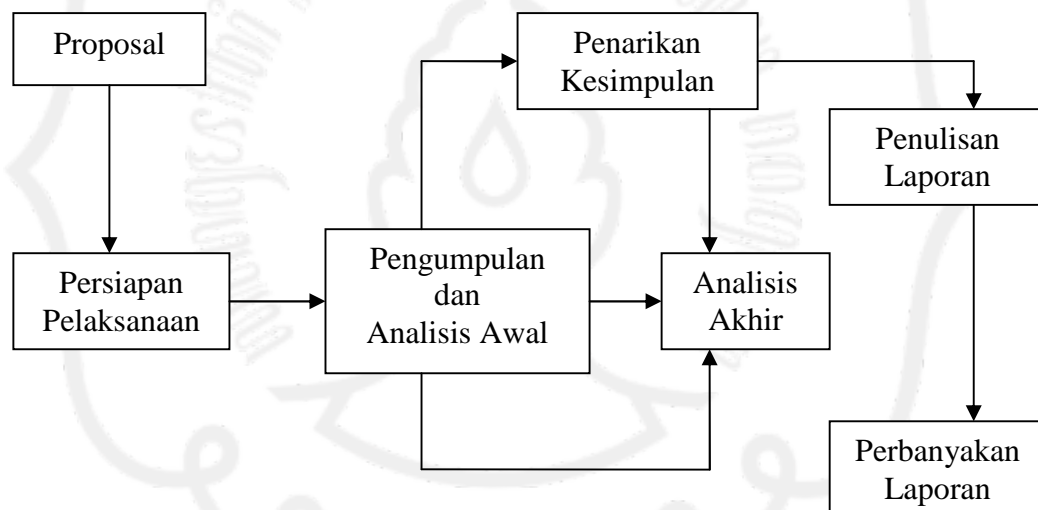 Proposal
Penarikan
Kesimpulan
Penulisan
Laporan
Persiapan
Pelaksanaan
Pengumpulan
dan
Analisis Awal
Analisis
Akhir
Perbanyakan
Laporan